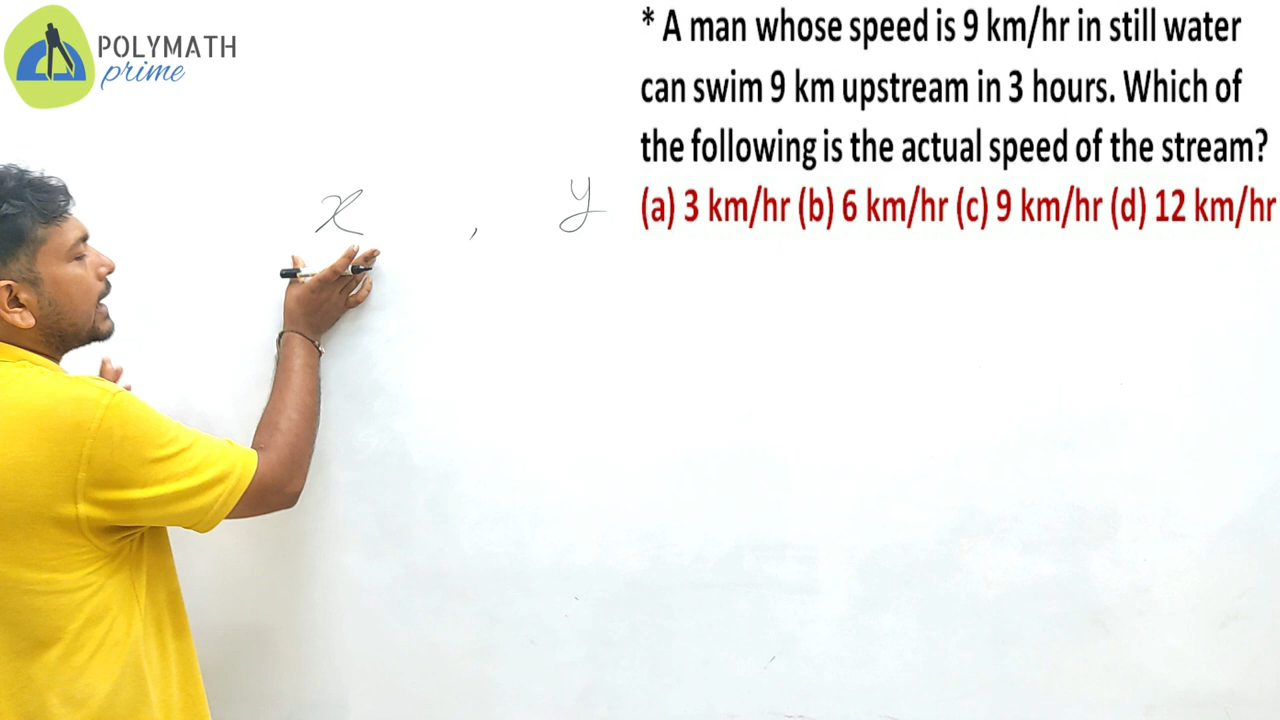 POLYMATH
prime
* A man whose speed is 9 km/hr in still water
can swim 9 km upstream in 3 hours. Which of
the following is the actual speed of the stream?
(a) 3 km/hr (b) 6 km/hr (c) 9 km/hr (d) 12 km/hr
x , y